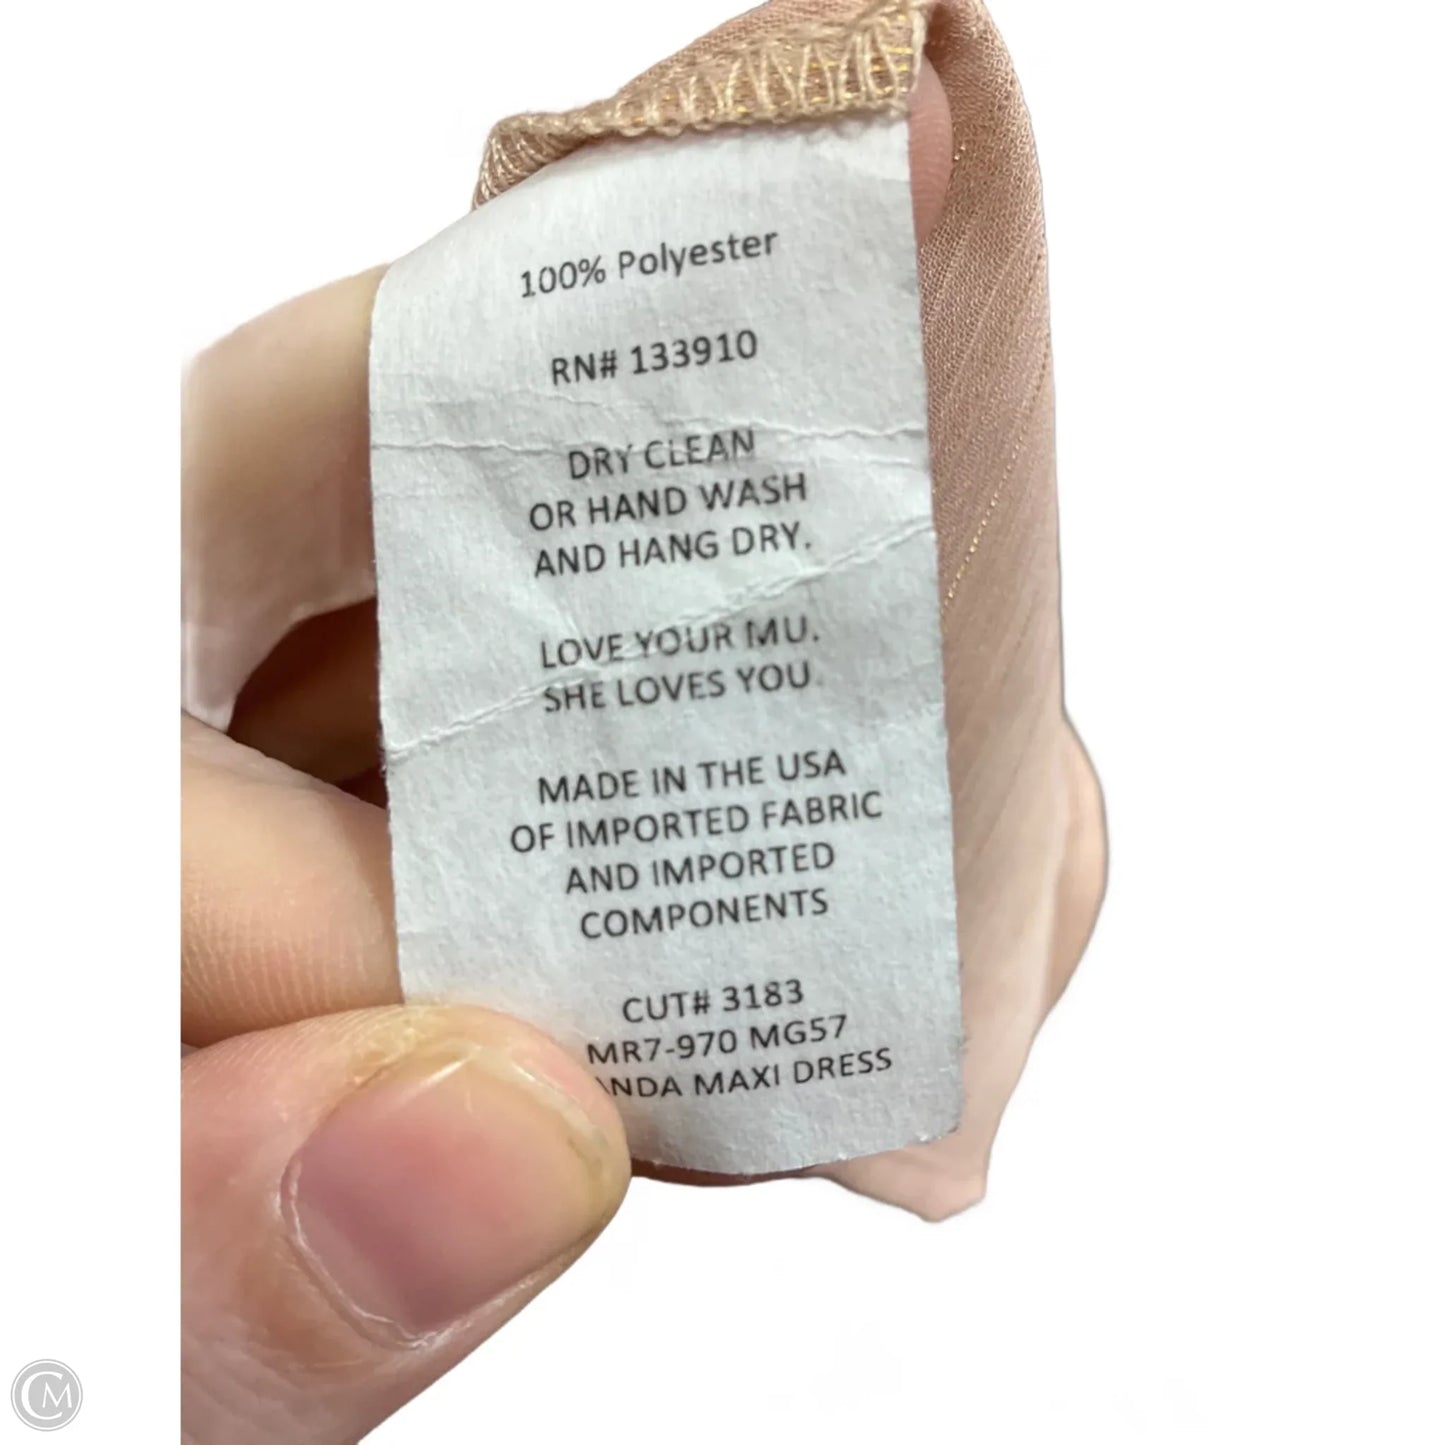 100% Polyester
RN# 133910
DRY CLEAN
OR HAND WASH
AND HANG DRY.
LOVE YOUR MU.
SHE LOVES YOU.
MADE IN THE USA
OF IMPORTED FABRIC
AND IMPORTED
COMPONENTS
CUT# 3183
MR7-970 MG57
MAXI DRESS
CM